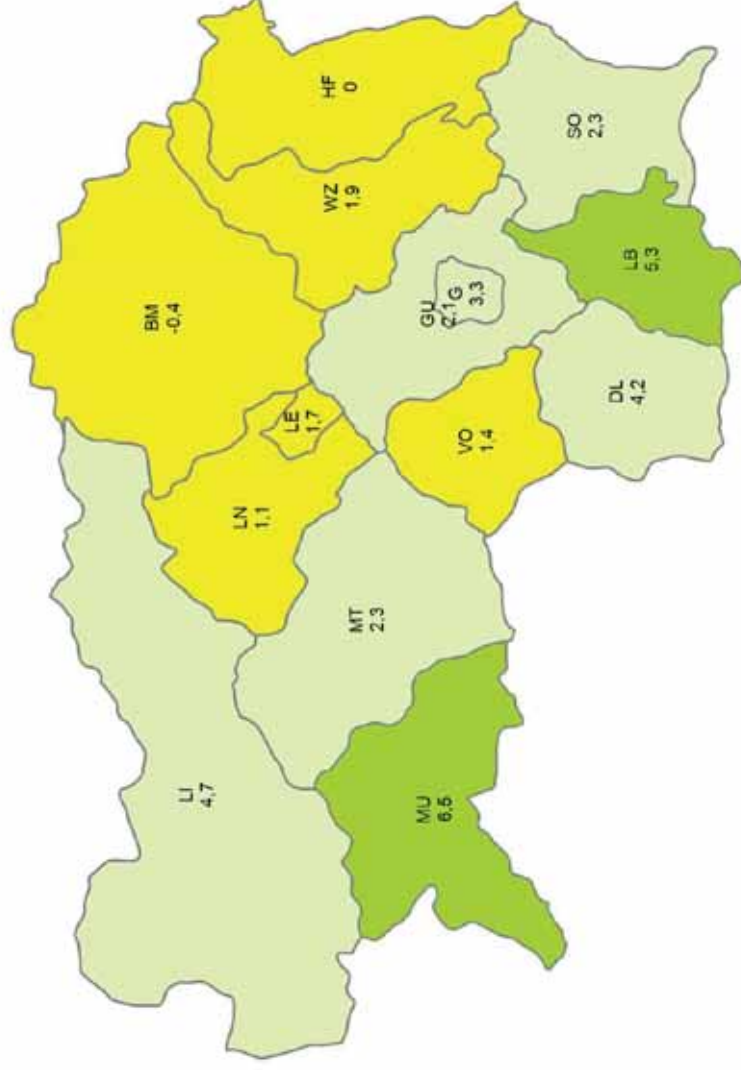 BM
-0,4
LI
4,7
LN
1,1
LE
1,7
WZ
1,9
HF
0
MT
2,3
MU
6,5
GU
2,1
G
3,3
VO
1,4
SO
2,3
DL
4,2
LB
5,3